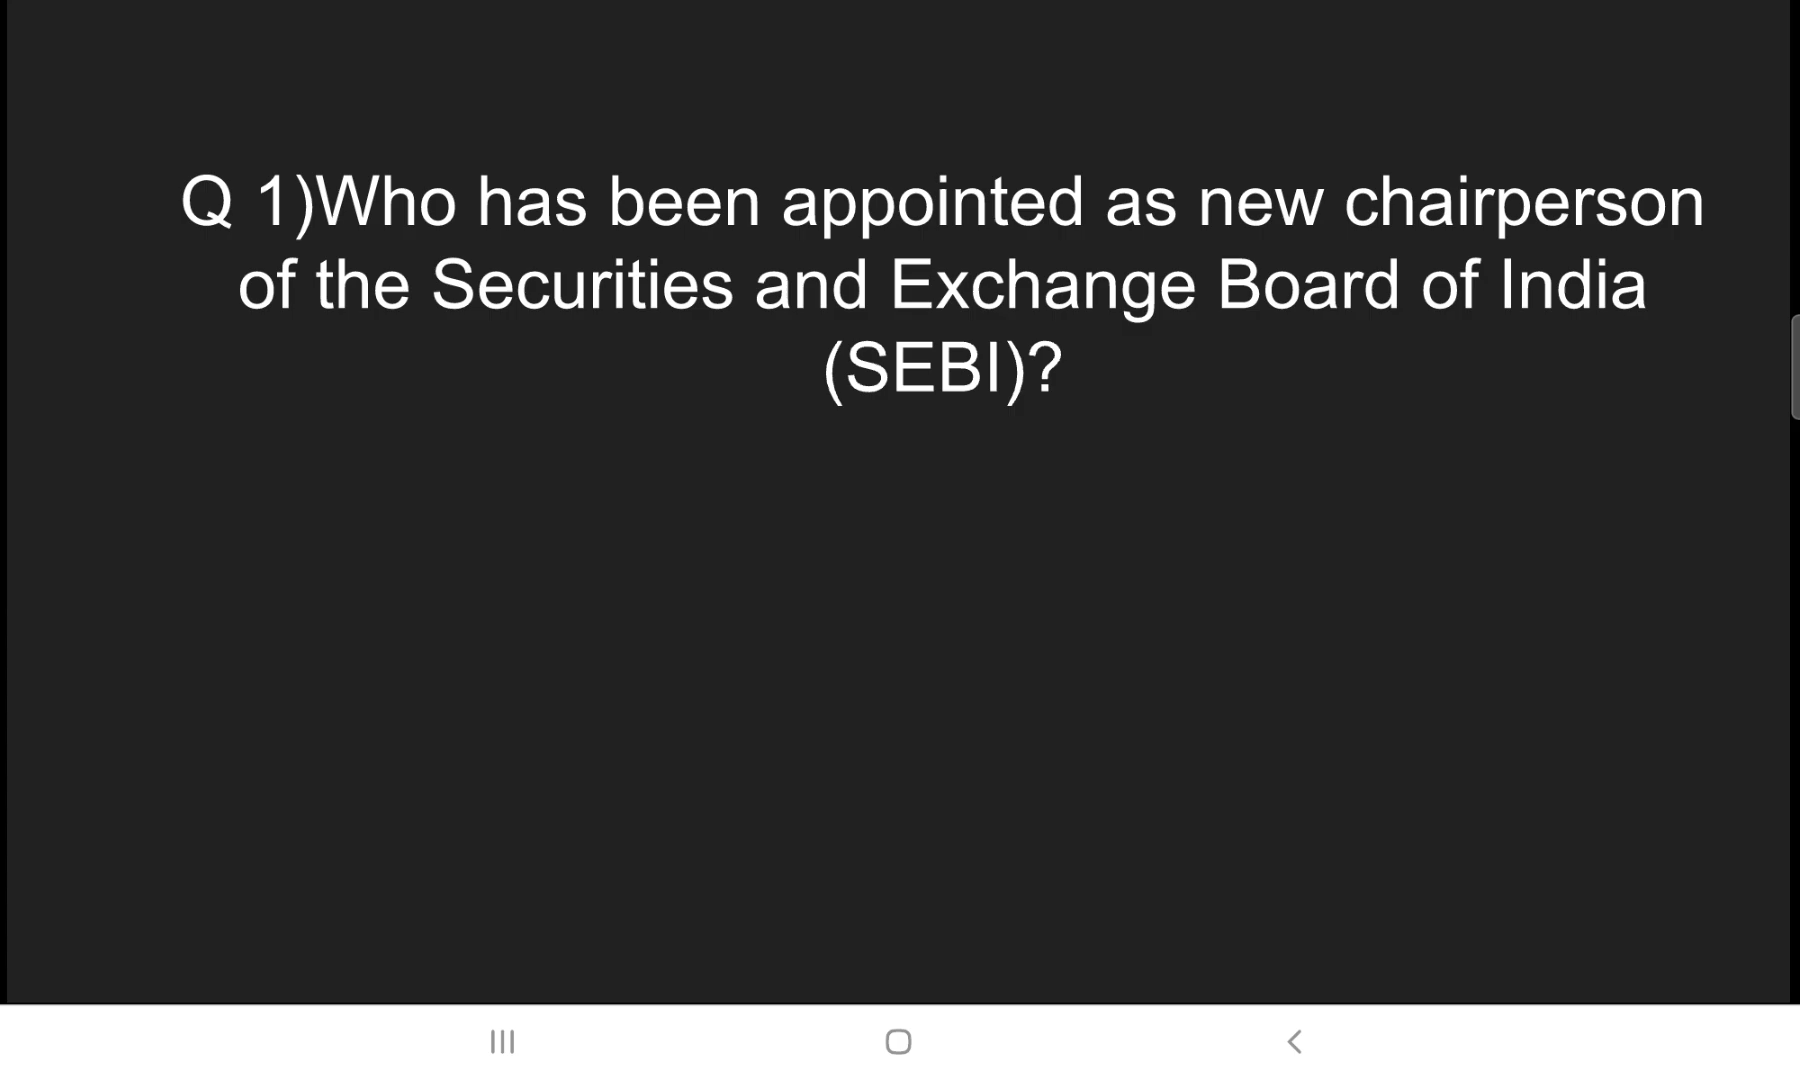 Q 1)Who has been appointed as new chairperson
of the Securities and Exchange Board of India
(SEBI)?